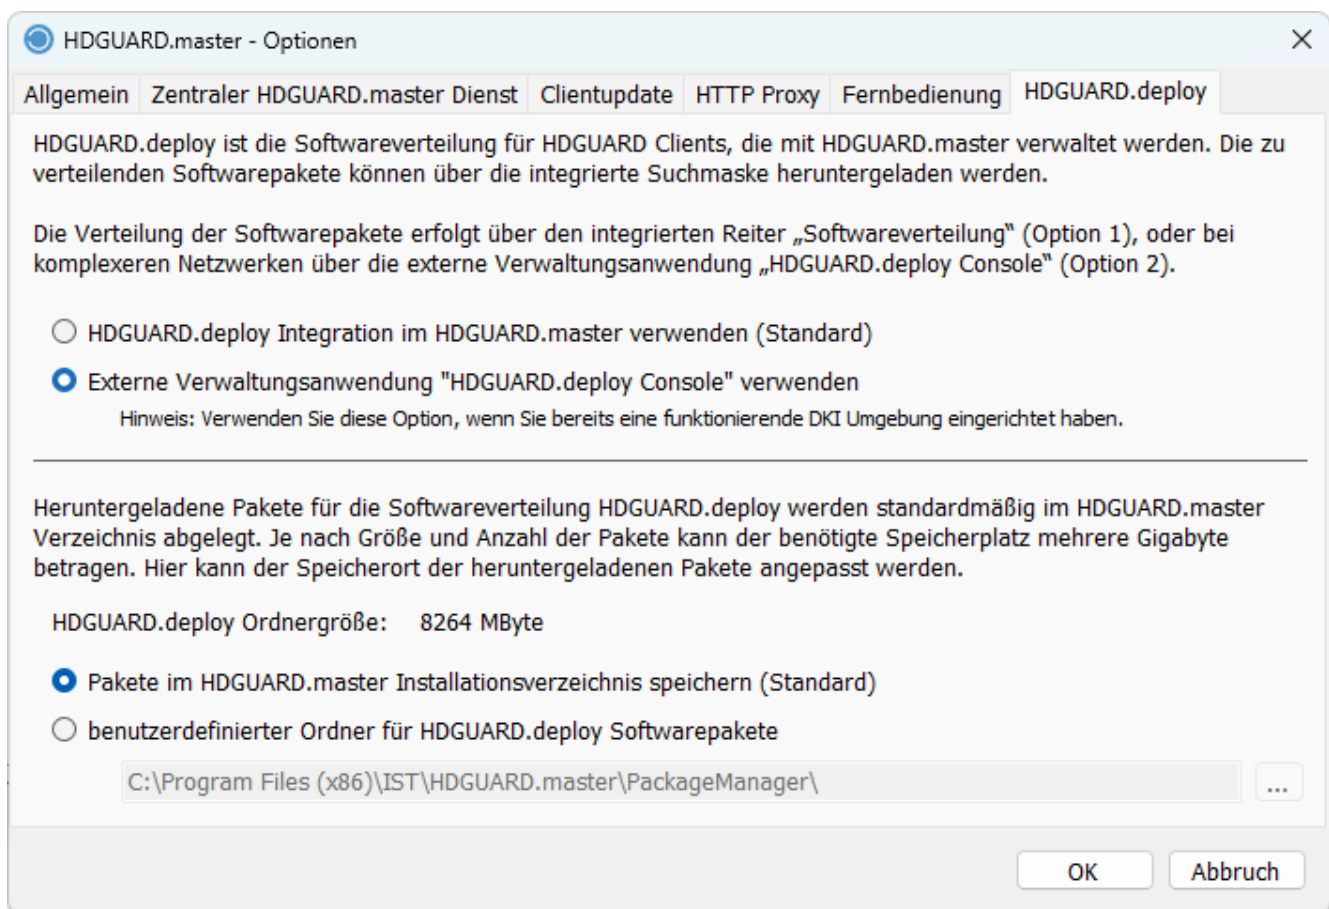 HDGUARD.master - Optionen
Allgemein Zentraler HDGUARD.master Dienst Clientupdate HTTP Proxy Fernbedienung HDGUARD.deploy
HDGUARD.deploy ist die Softwareverteilung für HDGUARD Clients, die mit HDGUARD.master verwaltet werden. Die zu
verteilenden Softwarepakete können über die integrierte Suchmaske heruntergeladen werden.
Die Verteilung der Softwarepakete erfolgt über den integrierten Reiter „Softwareverteilung“ (Option 1), oder bei
komplexeren Netzwerken über die externe Verwaltungsanwendung „HDGUARD.deploy Console“ (Option 2).
HDGUARD.deploy Integration im HDGUARD.master verwenden (Standard)
Externe Verwaltungsanwendung "HDGUARD.deploy Console" verwenden
Hinweis: Verwenden Sie diese Option, wenn Sie bereits eine funktionierende DKI Umgebung eingerichtet haben.
Heruntergeladene Pakete für die Softwareverteilung HDGUARD.deploy werden standardmäßig im HDGUARD.master
Verzeichnis abgelegt. Je nach Größe und Anzahl der Pakete kann der benötigte Speicherplatz mehrere Gigabyte
betragen. Hier kann der Speicherort der heruntergeladenen Pakete angepasst werden.
HDGUARD.deploy Ordnergröße: 8264 MByte
Pakete im HDGUARD.master Installationsverzeichnis speichern (Standard)
benutzerdefinierter Ordner für HDGUARD.deploy Softwarepakete
C:\Program Files (x86)\IST\HDGUARD.master\PackageManager\ ...
OK Abbruch